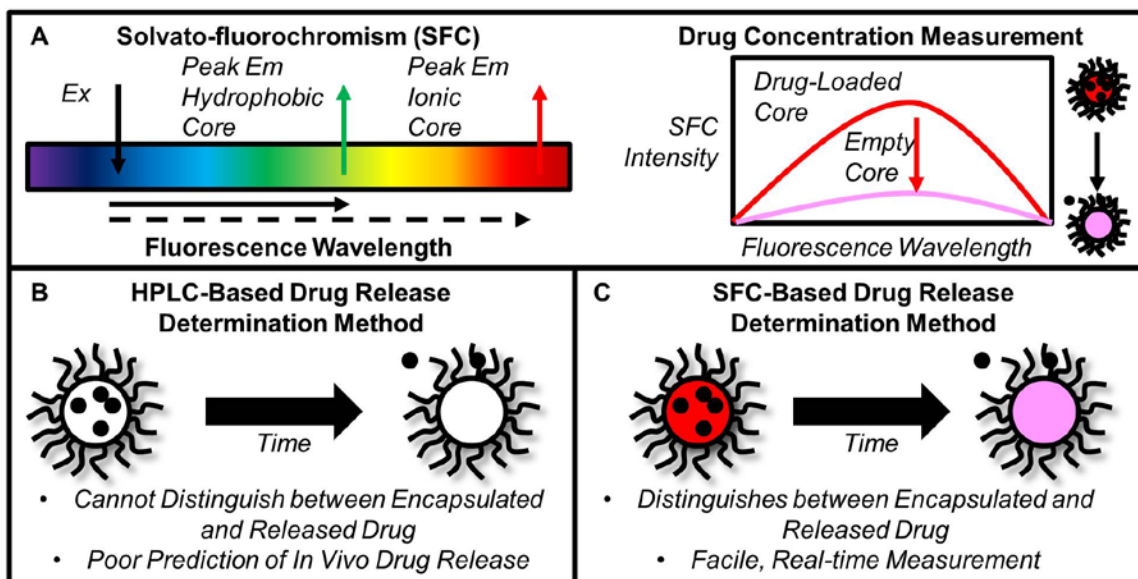 A
Solvato-fluorochromism (SFC)
Ex
Peak Em
Hydrophobic
Core
Peak Em
Ionic
Core
Fluorescence Wavelength
Drug Concentration Measurement
SFC
Intensity
Drug-Loaded
Core
Empty
Core
Fluorescence Wavelength
B
HPLC-Based Drug Release
Determination Method
Time
• Cannot Distinguish between Encapsulated
and Released Drug
• Poor Prediction of In Vivo Drug Release
C
SFC-Based Drug Release
Determination Method
Time
• Distinguishes between Encapsulated and
Released Drug
• Facile, Real-time Measurement